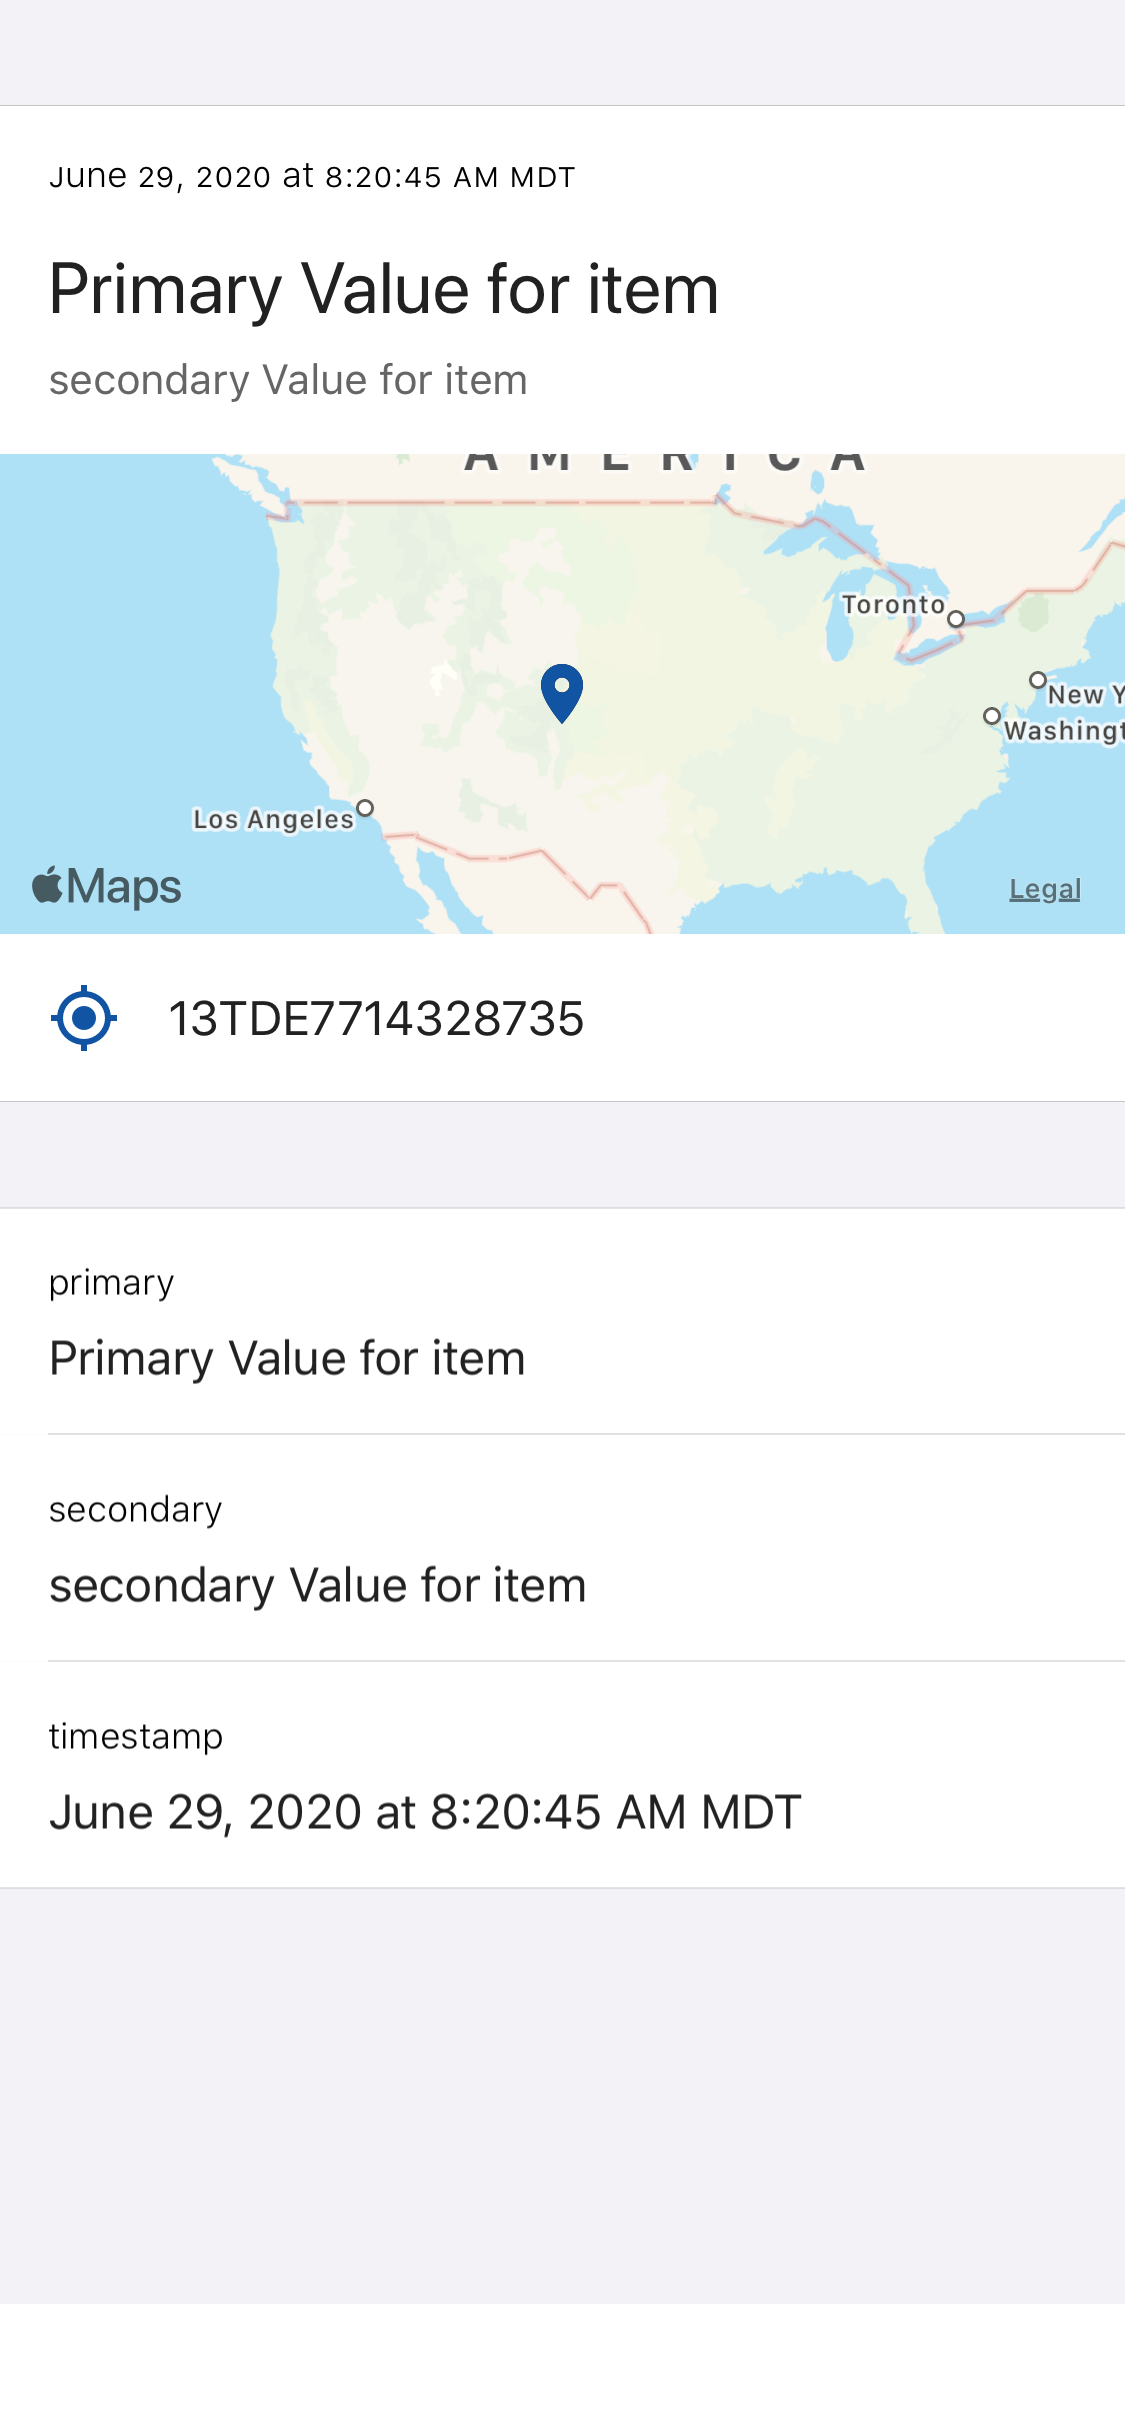 June 29, 2020 at 8:20:45 AM MDT
Primary Value for item
secondary Value for item
AMERICA
Toronto
New Y
Washingt
Los Angeles
Maps
Legal
13TDE7714328735
primary
Primary Value for item
secondary
secondary Value for item
timestamp
June 29, 2020 at 8:20:45 AM MDT